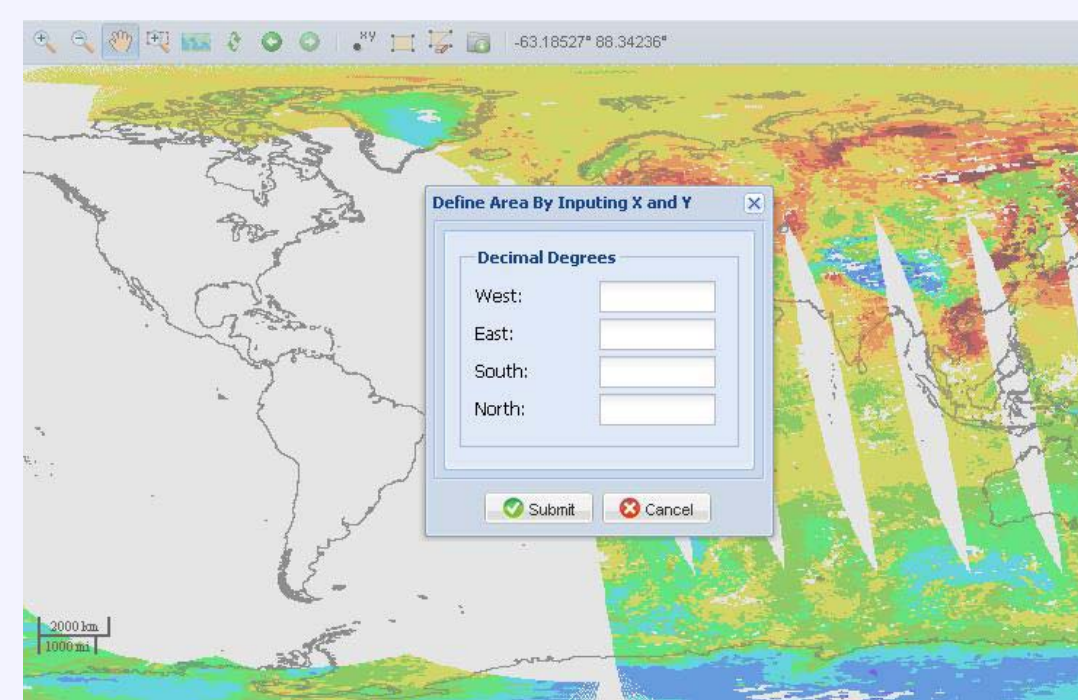 xy -63.18527° 88.34236°
Define Area By Inputing X and Y
Decimal Degrees
West:
East:
South:
North:
Submit Cancel
2000 km
1000 mi